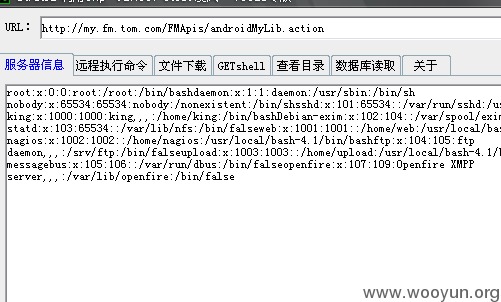 URL: http://my.fm.tom.com/FMApis/androidMyLib.action
服务器信息 远程执行命令 文件下载 GETshell 查看目录 数据库读取 关于
root:x:0:0:root:/root:/bin/bashdaemon:x:1:1:daemon:/usr/sbin:/bin/sh
nobody:x:65534:65534:nobody:/nonexistent:/bin/shsshd:x:101:65534::/var/run/sshd:/us
king:x:1000:1000:king,,,:/home/king:/bin/bashDebian-exim:x:102:104::/var/spool/exim
statd:x:103:65534::/var/lib/nfs:/bin/falseweb:x:1001:1001::/home/web:/usr/local/bas
nagios:x:1002:1002::/home/nagios:/usr/local/bash-4.1/bin/bashftp:x:104:105:ftp
daemon,,,:/srv/ftp:/bin/falseupload:x:1003:1003::/home/upload:/usr/local/bash-4.1/b
messagebus:x:105:106::/var/run/dbus:/bin/falseopenfire:x:107:109:Openfire XMPP
server,,,:/var/lib/openfire:/bin/false
www.wooyun.org